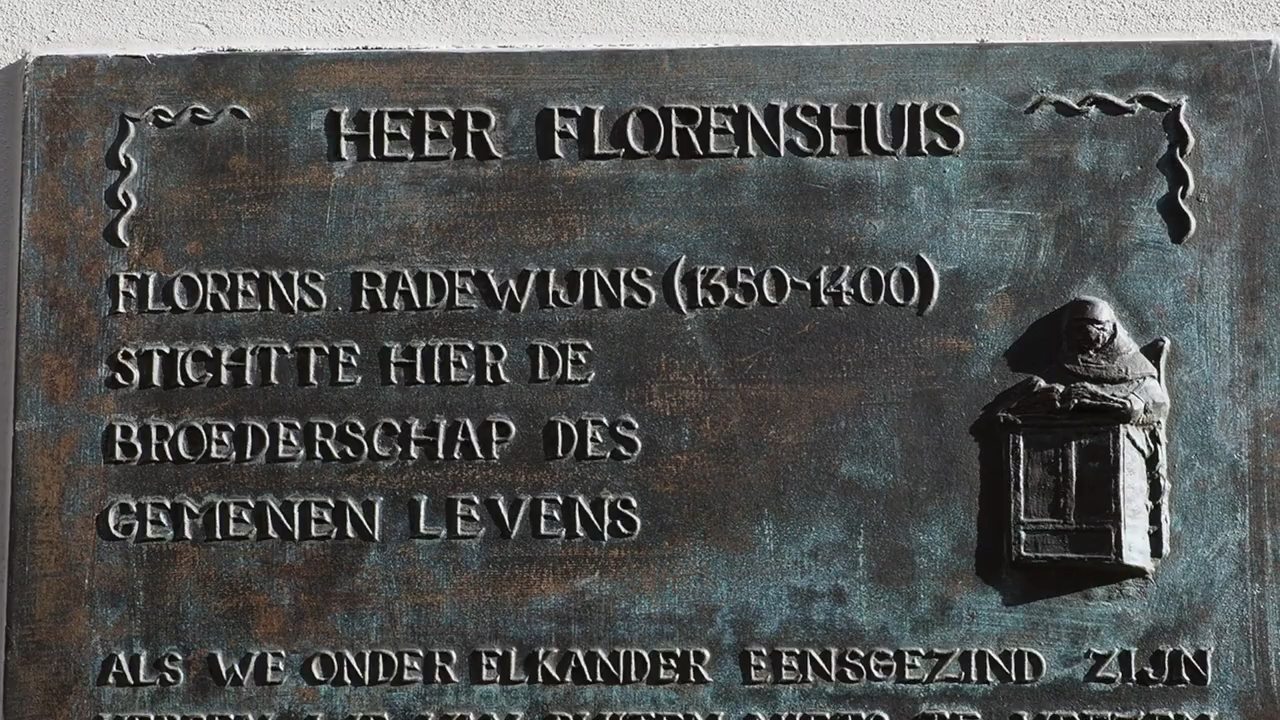 HEER FLORENSHUIS
FLORENS RADEWIJNS (1350-1400)
STICHTTE HIER DE
BROEDERSCHAP DES
GEMENEN LEVENS
ALS WE ONDER ELKANDER EENSGEZIND ZIJN